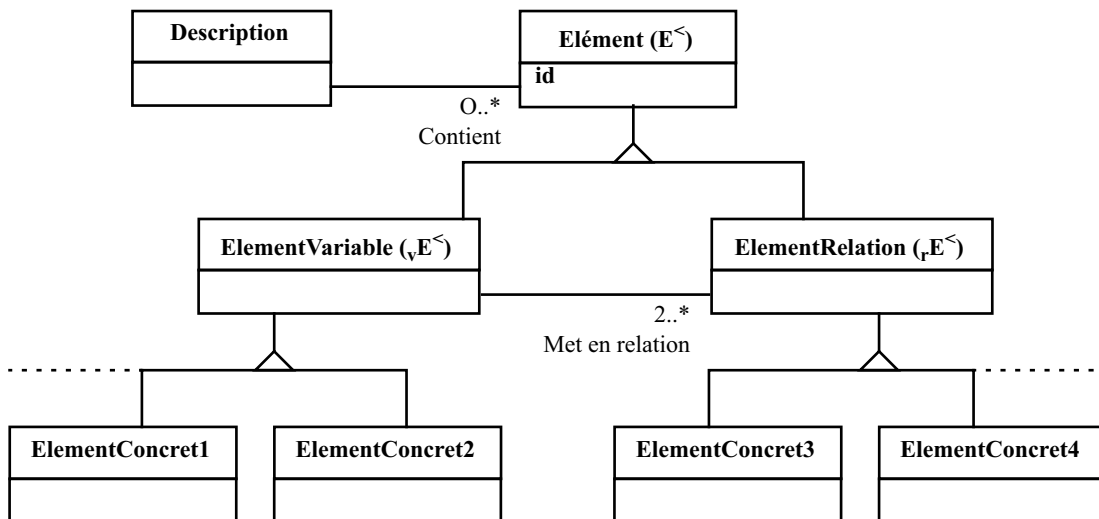 Description
Elément (E<)
id
O..*
Contient
ElementVariable (vE<)
ElementRelation (rE<)
2..*
Met en relation
ElementConcret1
ElementConcret2
ElementConcret3
ElementConcret4